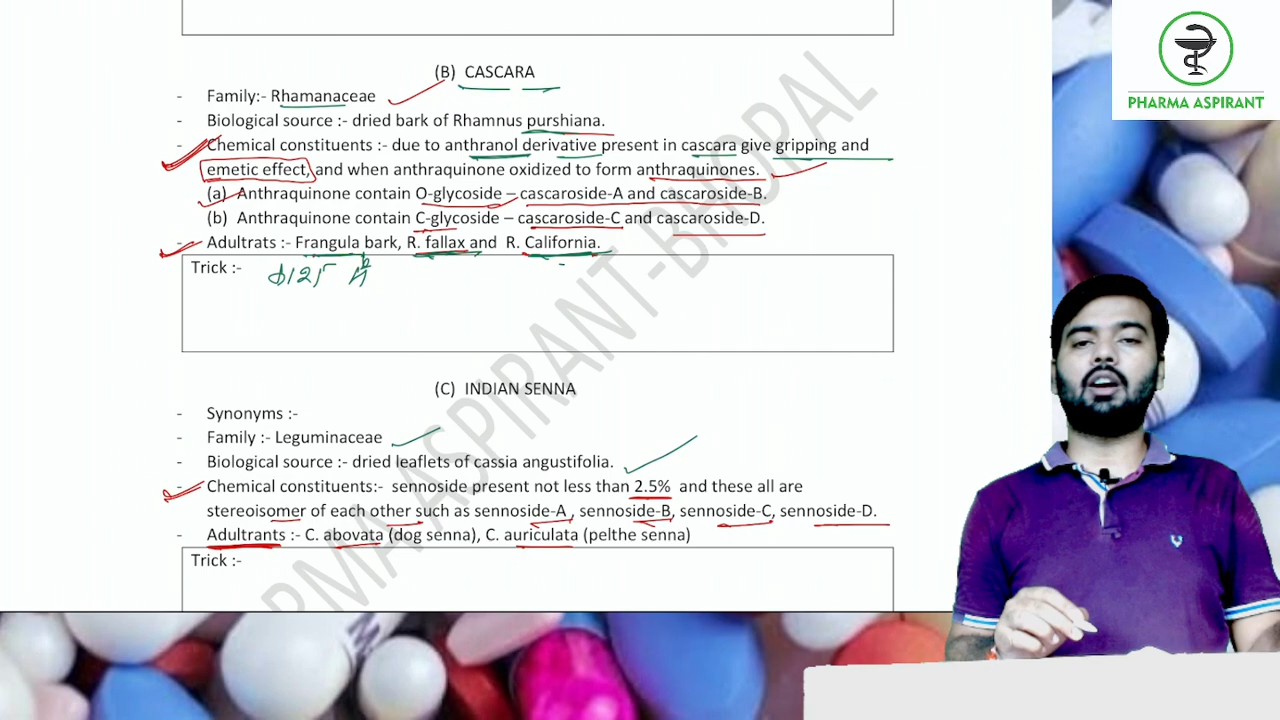 (B) CASCARA
- Family:- Rhamanaceae
- Biological source :- dried bark of Rhamnus purshiana.
- Chemical constituents :- due to anthranol derivative present in cascara give gripping and
emetic effect, and when anthraquinone oxidized to form anthraquinones.
(a) Anthraquinone contain O-glycoside – cascaroside-A and cascaroside-B.
(b) Anthraquinone contain C-glycoside – cascaroside-C and cascaroside-D.
- Adultrats :- Frangula bark, R. fallax and R. California.
Trick :-
(C) INDIAN SENNA
- Synonyms :-
- Family :- Leguminaceae
- Biological source :- dried leaflets of cassia angustifolia.
- Chemical constituents:- sennoside present not less than 2.5% and these all are
stereoisomer of each other such as sennoside-A , sennoside-B, sennoside-C, sennoside-D.
- Adultrants :- C. abovata (dog senna), C. auriculata (pelthe senna)
Trick :-
RMA ASPIRANT-BHOPAL
PHARMA ASPIRANT